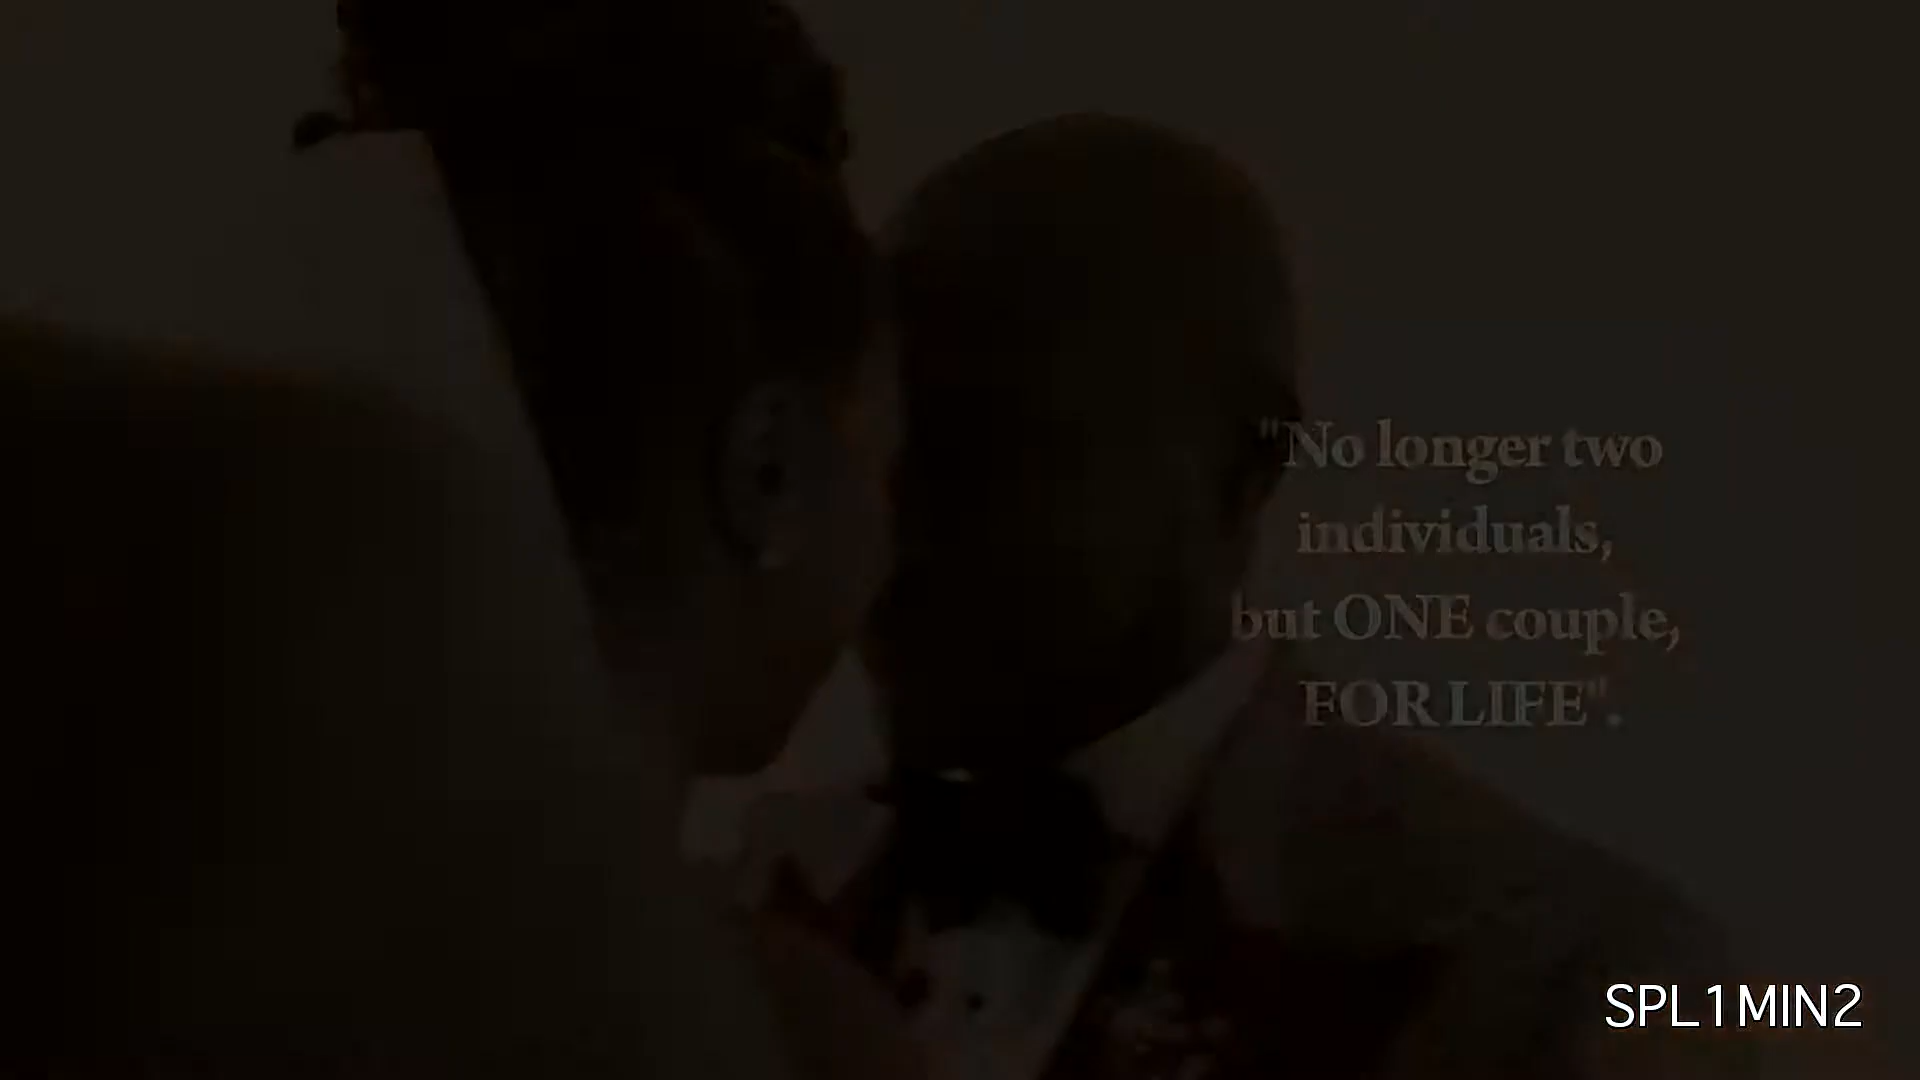 "No longer two
individuals,
but ONE couple,
FOR LIFE".
SPL1MIN2